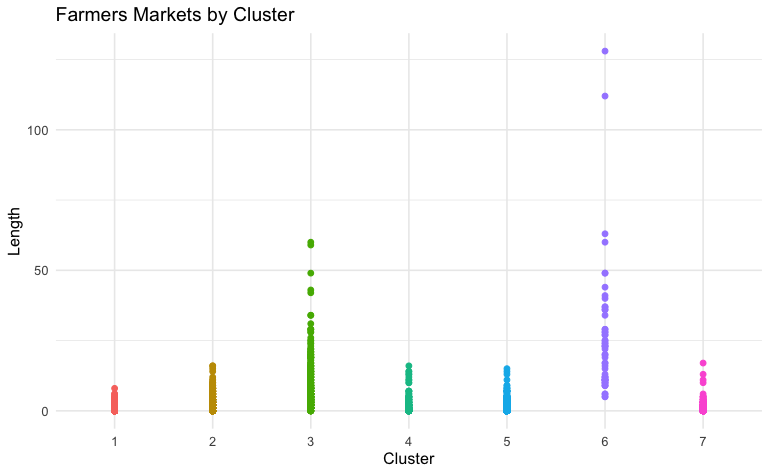 Farmers Markets by Cluster
Length
100
50
0
1 2 3 4 5 6 7
Cluster